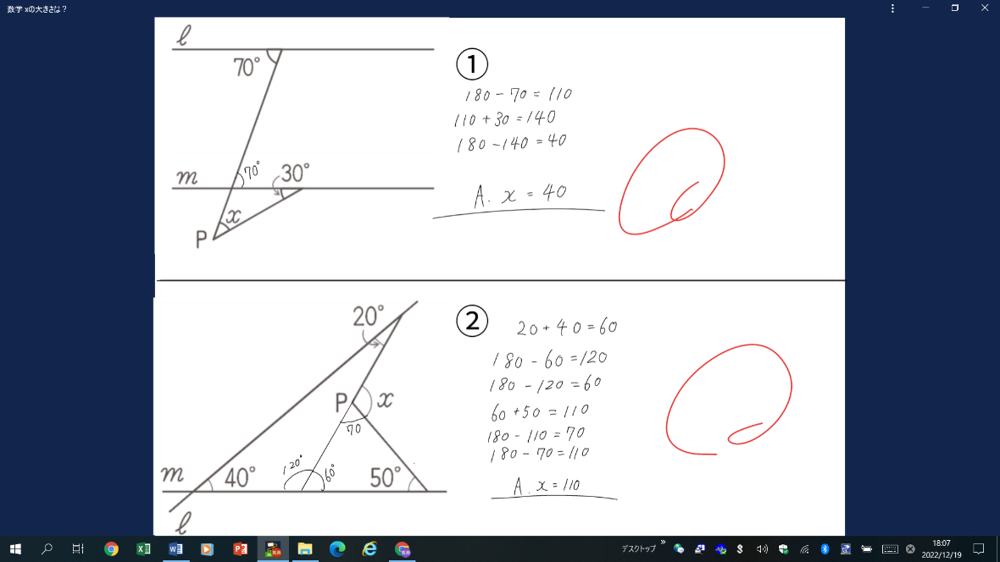 数学 xの大きさは？
ℓ
70°
m
70°
30°
x
P
①
180 - 70 = 110
110 + 30 = 140
180 - 140 = 40
A. x = 40
20°
P
x
70
m
40°
120°
60°
50°
ℓ
②
20 + 40 = 60
180 - 60 = 120
180 - 120 = 60
60 + 50 = 110
180 - 110 = 70
180 - 70 = 110
A. x = 110
デスクトップ
18:07
2022/12/19